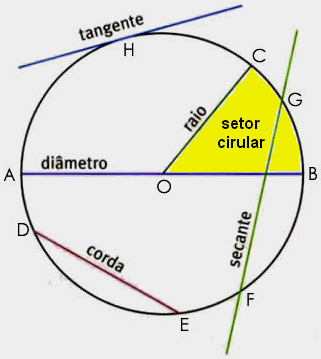 tangente
H
C
G
raio
setor
cirular
diâmetro
A
O
B
D
corda
secante
E
F